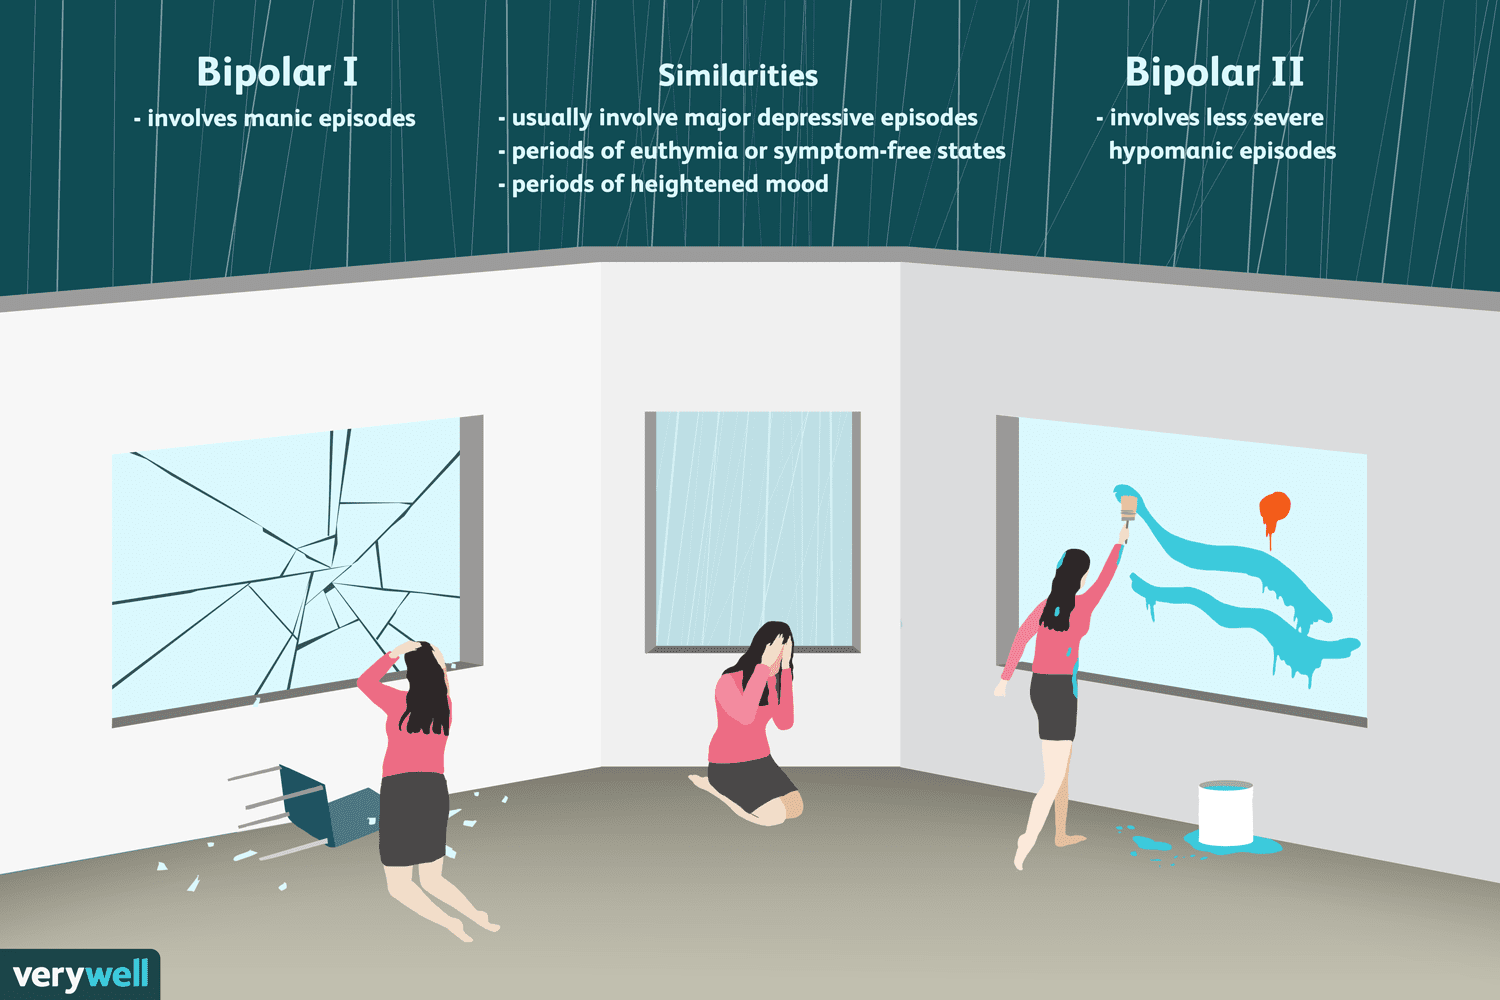 Bipolar I
- involves manic episodes
Similarities
- usually involve major depressive episodes
- periods of euthymia or symptom-free states
- periods of heightened mood
Bipolar II
- involves less severe
hypomanic episodes
verywell